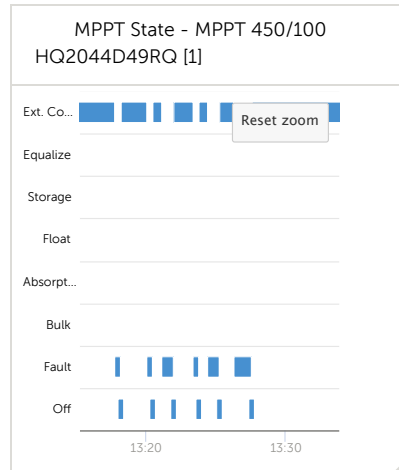 MPPT State - MPPT 450/100
HQ2044D49RQ [1]
Ext. Co...
Reset zoom
Equalize
Storage
Float
Absorpt...
Bulk
Fault
Off
13:20
13:30